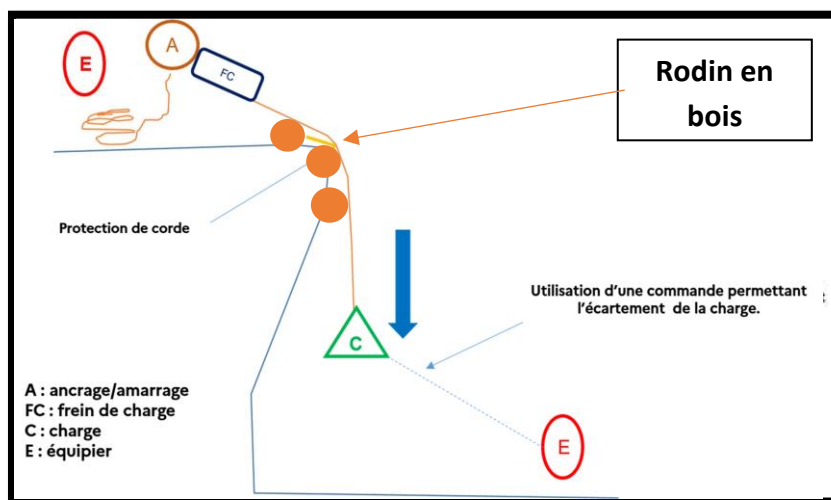 E
A
FC
Rodin en
bois
Protection de corde
Utilisation d'une commande permettant
l'écartement de la charge.
C
A : ancrage/amarrage
FC : frein de charge
C : charge
E : équipier
E